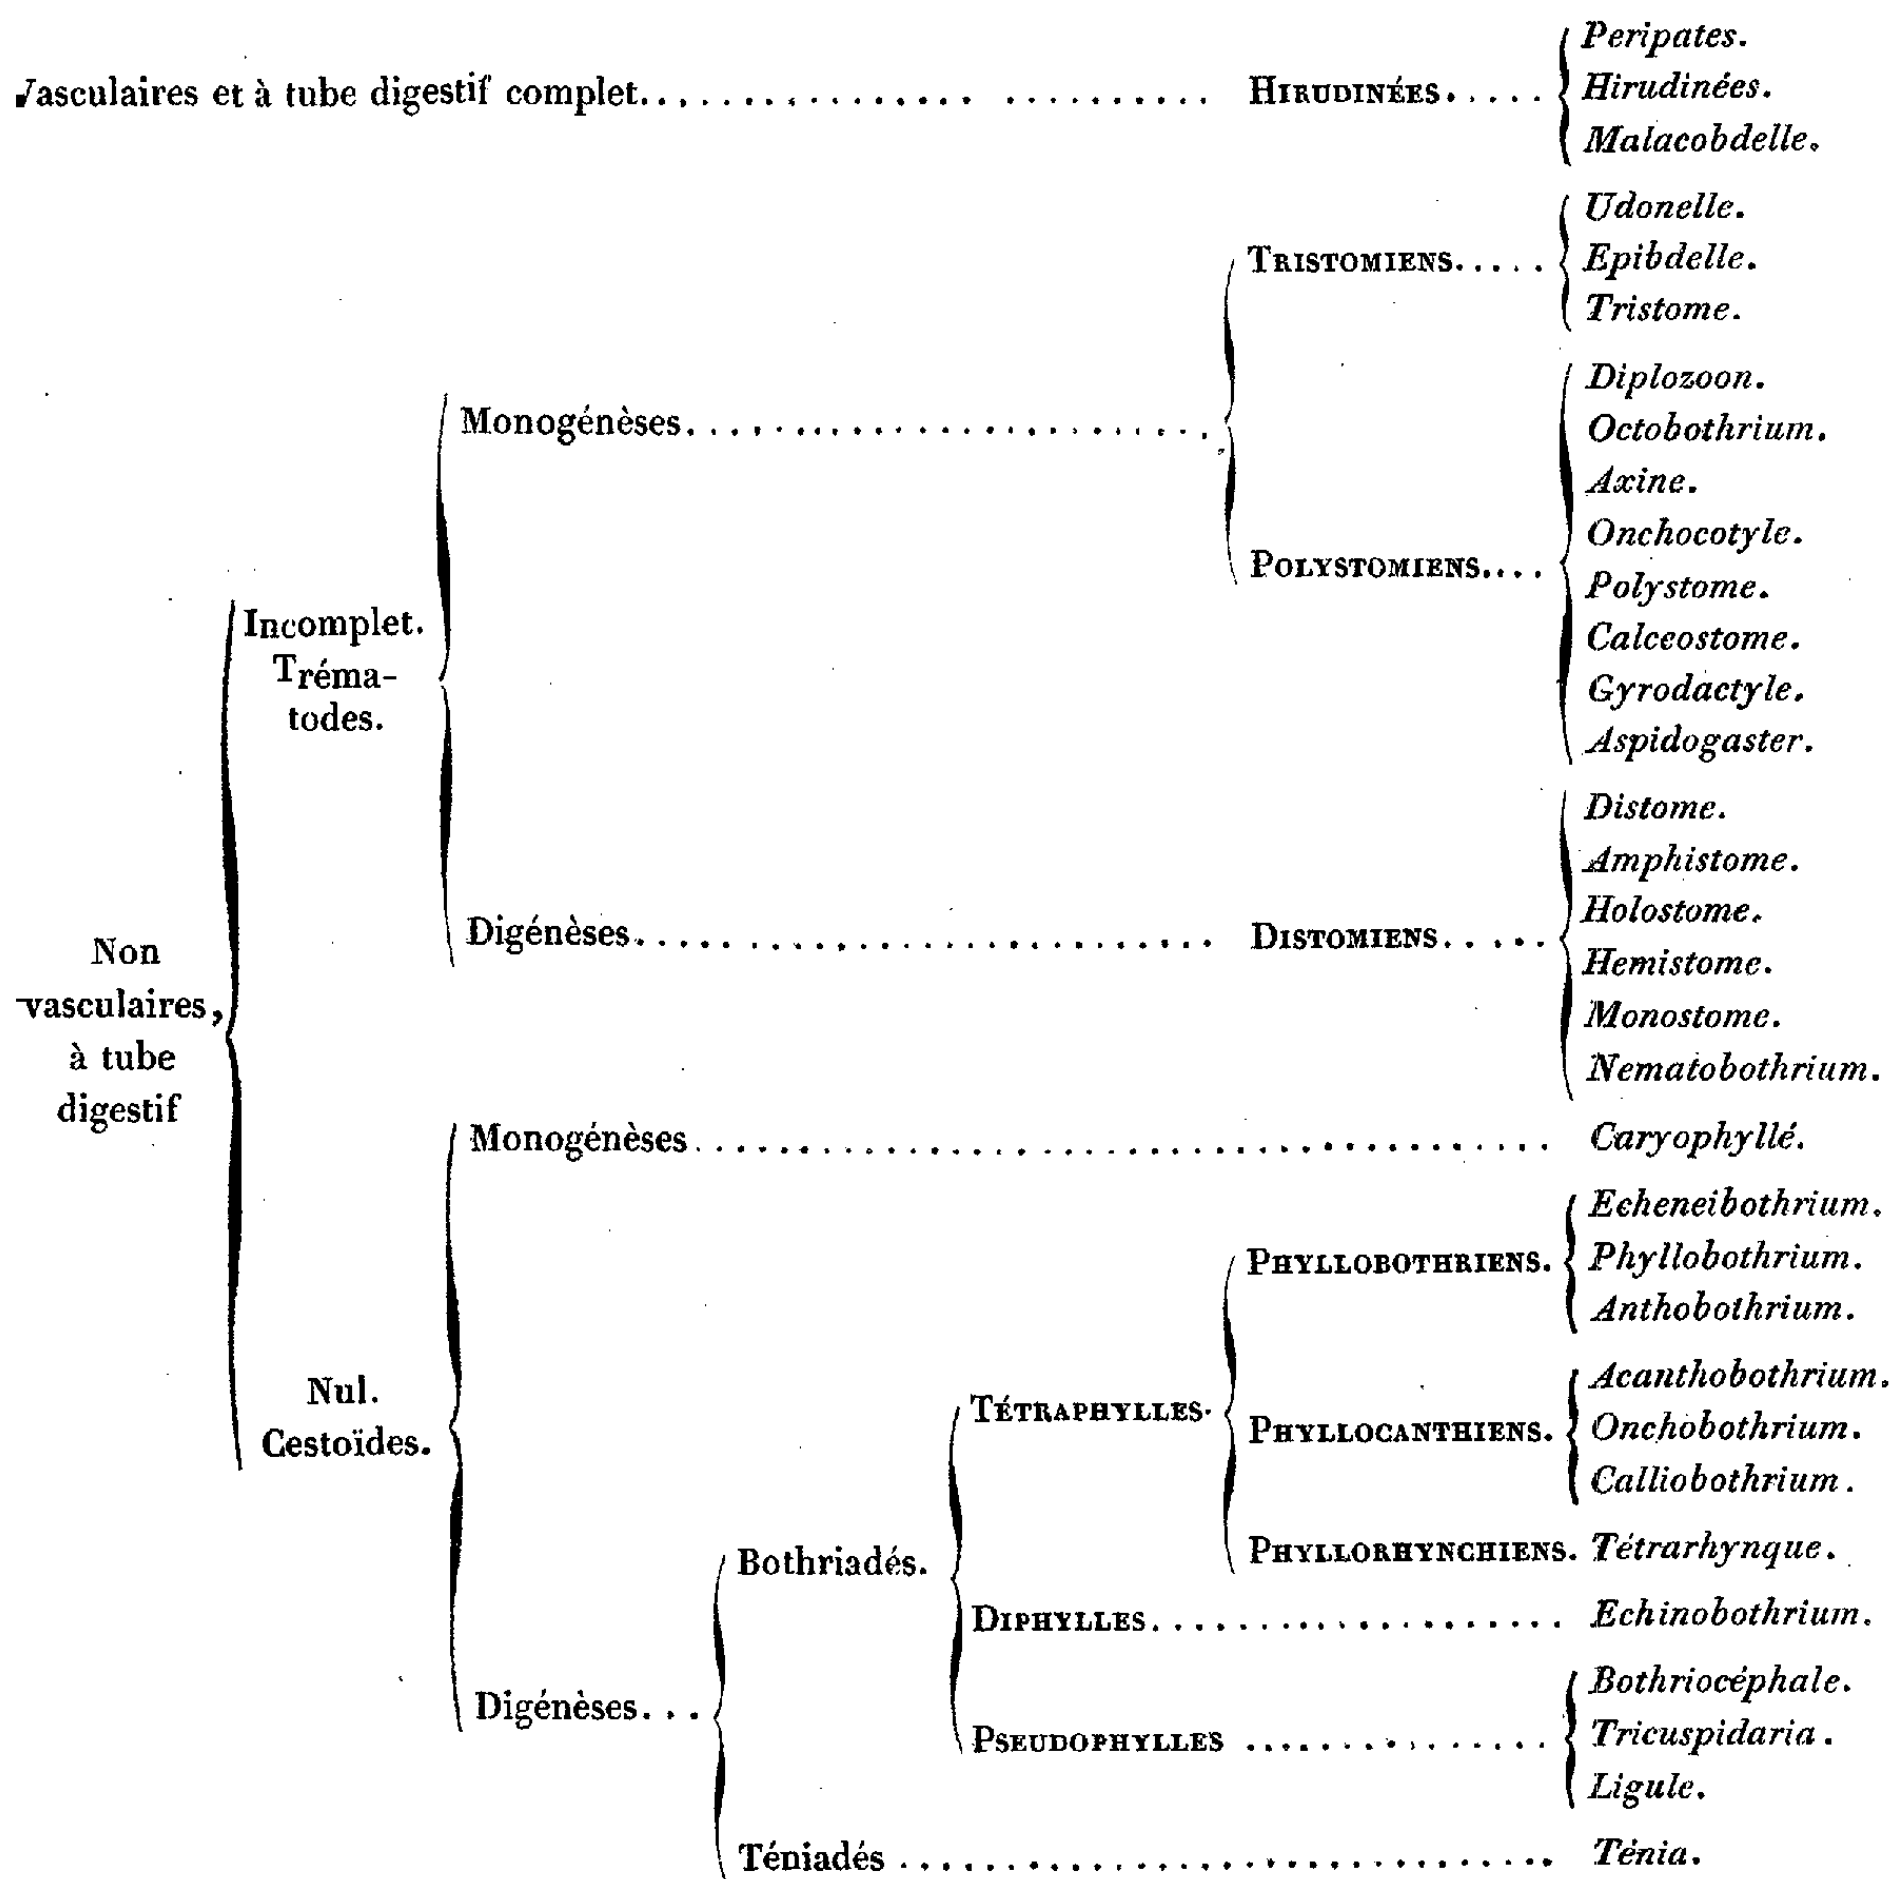 Vasculaires et à tube digestif complet. HIRUDINÉES.
Peripates.
Hirudinées.
Malacobdelle.
Non
vasculaires,
à tube
digestif
Incomplet.
Tréma-
todes.
Monogénèses.
TRISTOMIENS.
Udonelle.
Epibdelle.
Tristome.
POLYSTOMIENS.
Diplozoon.
Octobothrium.
Axine.
Onchocotyle.
Polystome.
Calceostome.
Gyrodactyle.
Aspidogaster.
Digénèses. DISTOMIENS.
Distome.
Amphistome.
Holostome.
Hemistome.
Monostome.
Nematobothrium.
Nul.
Cestoïdes.
Monogénèses. Caryophyllé.
Digénèses.
Bothriadés.
TÉTRAPHYLLES.
PHYLLOBOTHRIENS.
Echeneibothrium.
Phyllobothrium.
Anthobothrium.
PHYLLOCANTHIENS.
Acanthobothrium.
Onchobothrium.
Calliobothrium.
PHYLLORHYNCHIENS. Tétrarhynque.
DIPHYLLES. Echinobothrium.
PSEUDOPHYLLES
Bothriocéphale.
Tricuspidaria.
Ligule.
Téniadés Ténia.